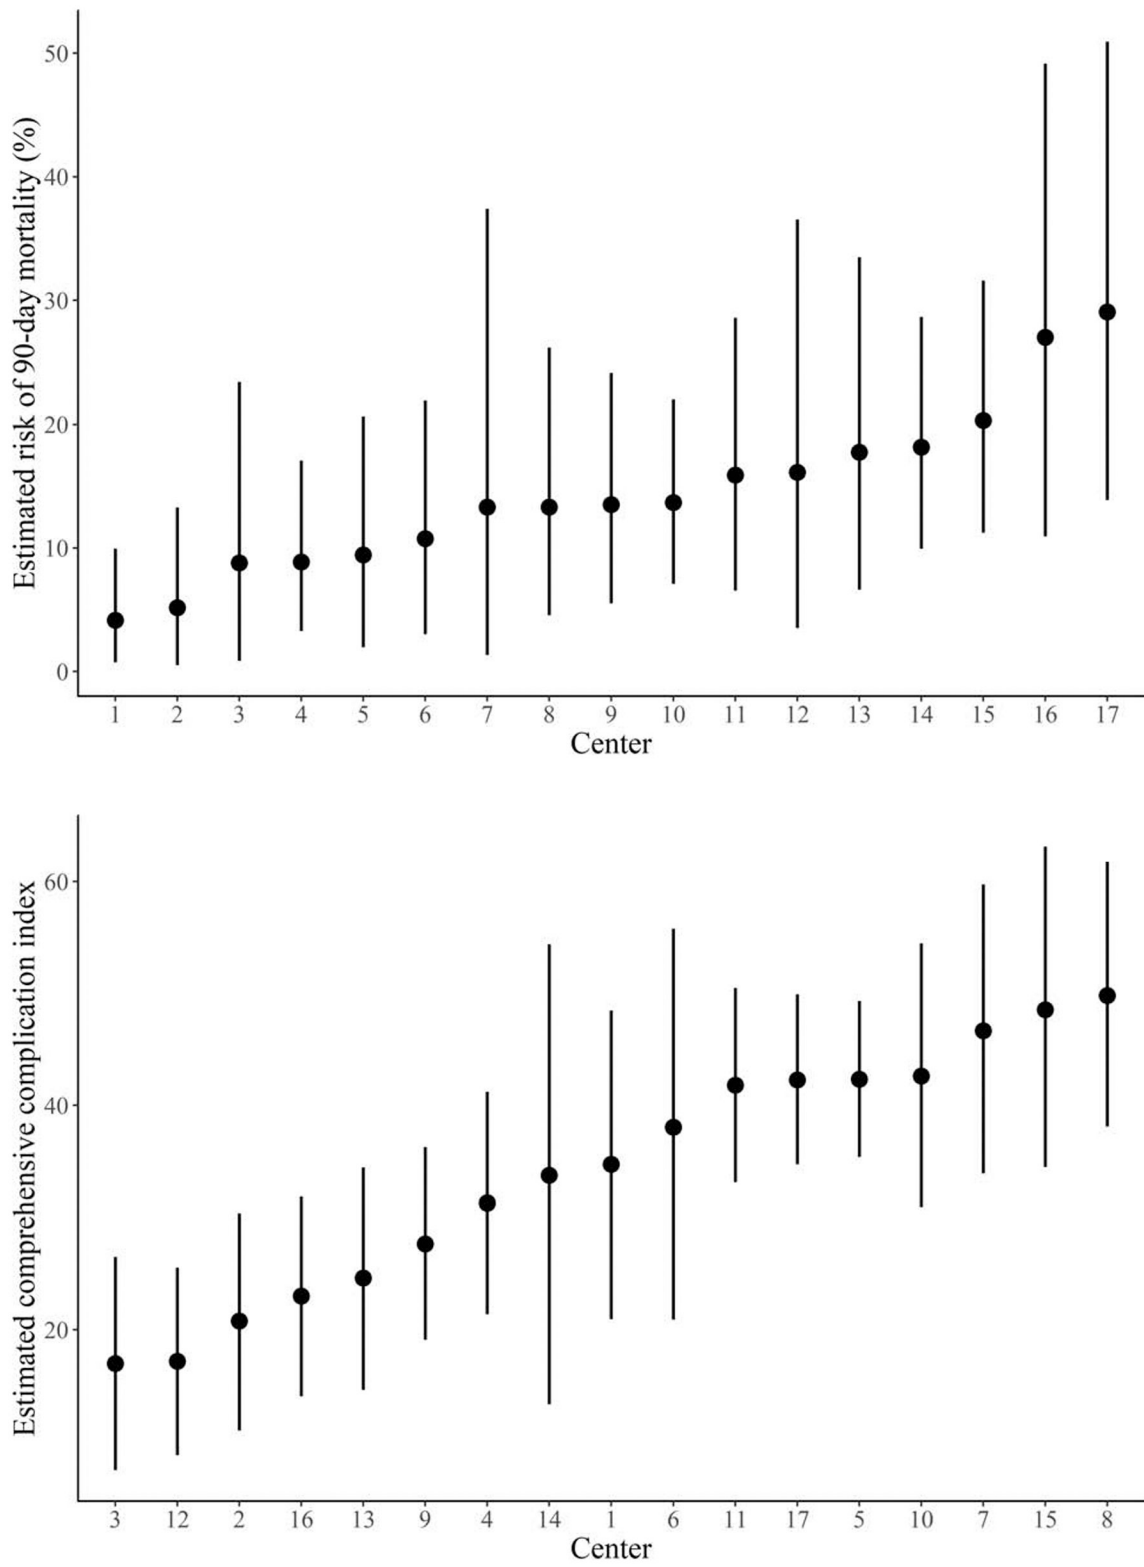 Estimated risk of 90-day mortality (%)
50
40
30
20
10
0
1 2 3 4 5 6 7 8 9 10 11 12 13 14 15 16 17
Center
Estimated comprehensive complication index
60
40
20
3 12 2 16 13 9 4 14 1 6 11 17 5 10 7 15 8
Center